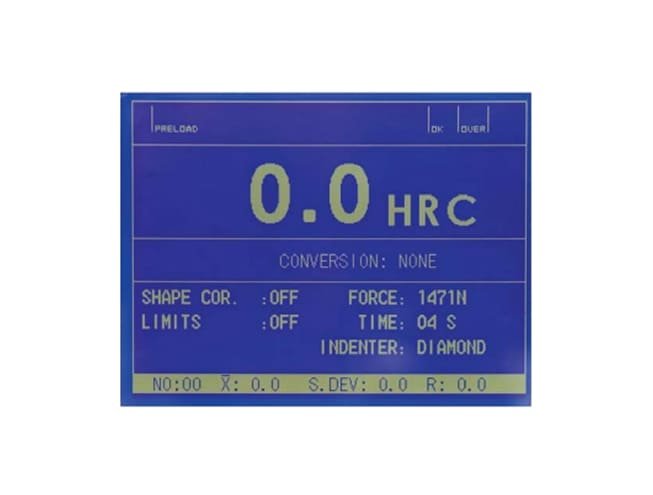 PRELOAD OK OVER
0.0 HRC
CONVERSION: NONE
SHAPE COR. :OFF FORCE: 1471N
LIMITS :OFF TIME: 04 S
INDENTER: DIAMOND
NO:00 X̅: 0.0 S.DEV: 0.0 R: 0.0